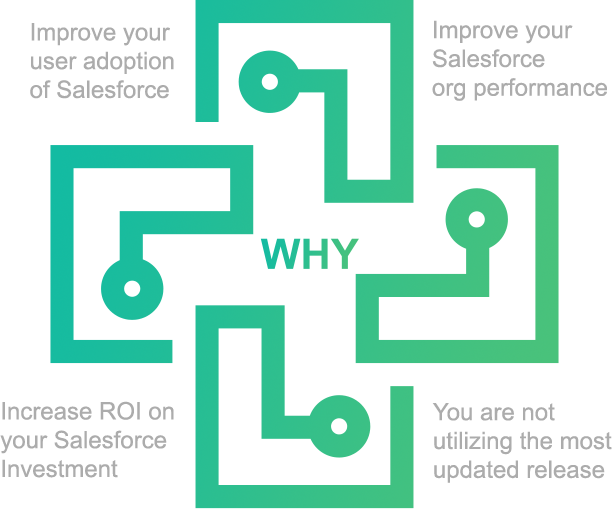 Improve your
user adoption
of Salesforce
Improve your
Salesforce
org performance
WHY
Increase ROI on
your Salesforce
Investment
You are not
utilizing the most
updated release